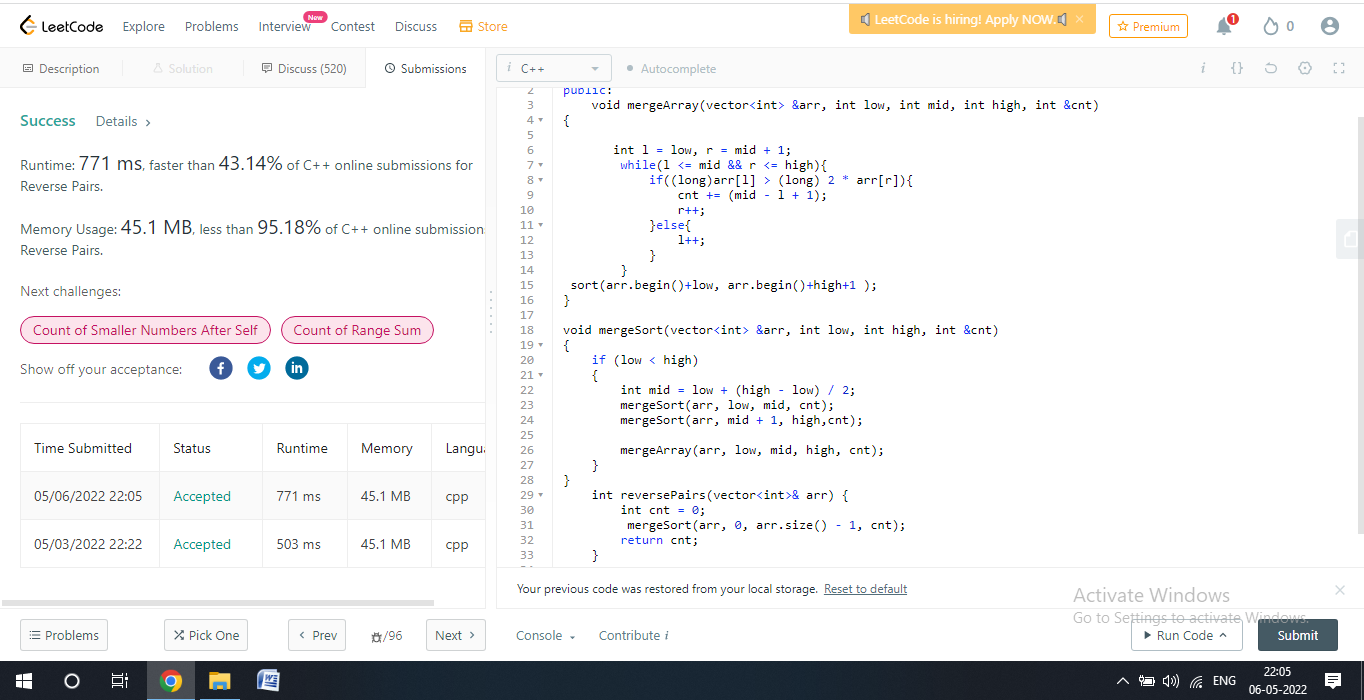 LeetCode Explore Problems Interview New Contest Discuss Store LeetCode is hiring! Apply NOW. × Premium 1 0
Description Solution Discuss (520) Submissions
Success Details >
Runtime: 771 ms, faster than 43.14% of C++ online submissions for
Reverse Pairs.
Memory Usage: 45.1 MB, less than 95.18% of C++ online submission
Reverse Pairs.
Next challenges:
Count of Smaller Numbers After Self Count of Range Sum
Show off your acceptance:
Time Submitted Status Runtime Memory Langua
05/06/2022 22:05 Accepted 771 ms 45.1 MB cpp
05/03/2022 22:22 Accepted 503 ms 45.1 MB cpp
Problems Pick One < Prev /96 Next >
i C++ Autocomplete i {}
2 public:
3 void mergeArray(vector<int> &arr, int low, int mid, int high, int &cnt)
4 {
5
6 int l = low, r = mid + 1;
7 while(l <= mid && r <= high){
8 if((long)arr[l] > (long) 2 * arr[r]){
9 cnt += (mid - l + 1);
10 r++;
11 }else{
12 l++;
13 }
14 }
15 sort(arr.begin()+low, arr.begin()+high+1 );
16 }
17
18 void mergeSort(vector<int> &arr, int low, int high, int &cnt)
19 {
20 if (low < high)
21 {
22 int mid = low + (high - low) / 2;
23 mergeSort(arr, low, mid, cnt);
24 mergeSort(arr, mid + 1, high,cnt);
25
26 mergeArray(arr, low, mid, high, cnt);
27 }
28 }
29 int reversePairs(vector<int>& arr) {
30 int cnt = 0;
31 mergeSort(arr, 0, arr.size() - 1, cnt);
32 return cnt;
33 }
Your previous code was restored from your local storage. Reset to default
Activate Windows
Go to Settings to activate Windows.
Console Contribute i Run Code Submit
ENG 22:05
06-05-2022